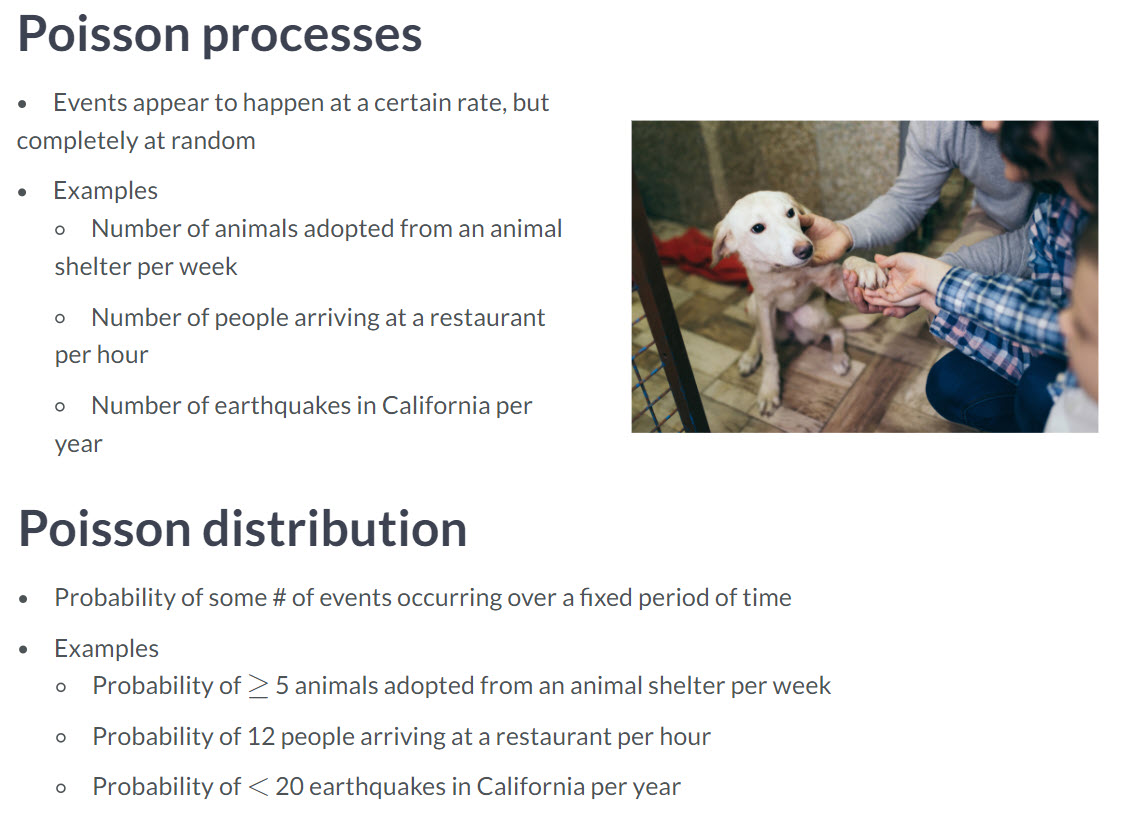 Poisson processes
• Events appear to happen at a certain rate, but
completely at random
• Examples
◦ Number of animals adopted from an animal
shelter per week
◦ Number of people arriving at a restaurant
per hour
◦ Number of earthquakes in California per
year
Poisson distribution
• Probability of some # of events occurring over a fixed period of time
• Examples
◦ Probability of ≥ 5 animals adopted from an animal shelter per week
◦ Probability of 12 people arriving at a restaurant per hour
◦ Probability of < 20 earthquakes in California per year